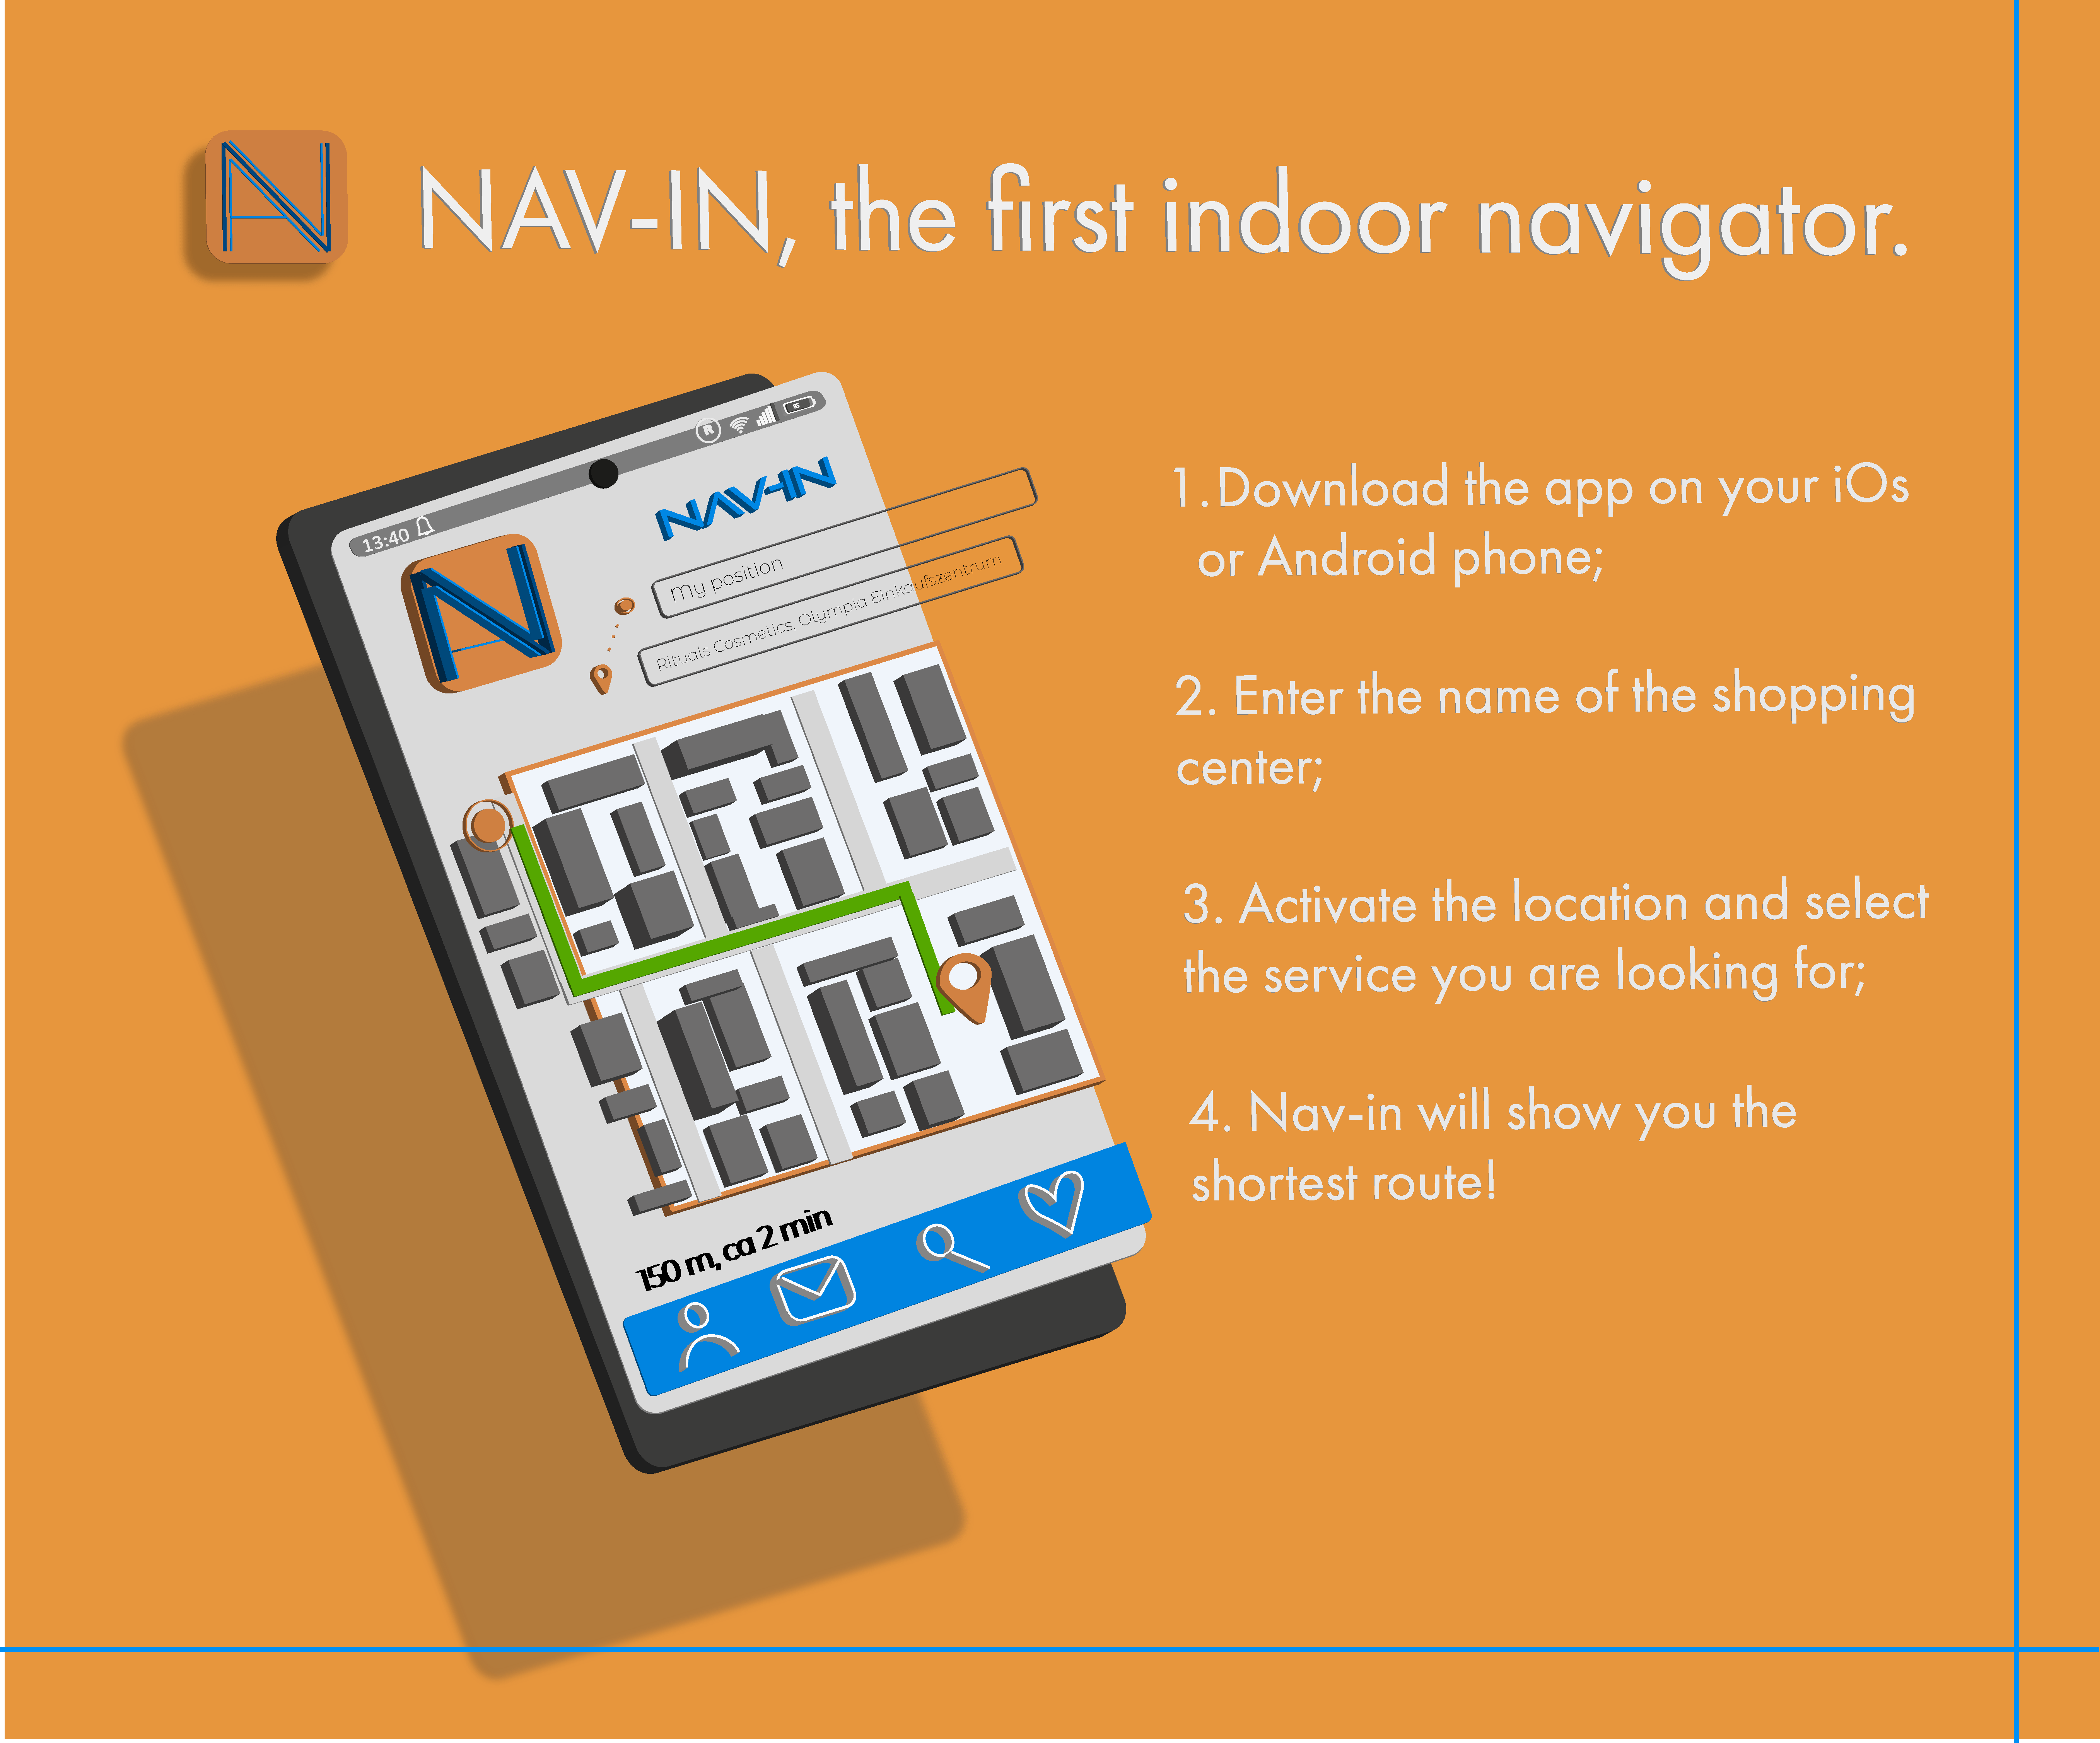 NAV-IN, the first indoor navigator.
13:40
R
85
NAV-IN
My position
Rituals Cosmetics, Olympia Einkaufszentrum
150 m, ca 2 min
1. Download the app on your iOs
or Android phone;
2. Enter the name of the shopping
center;
3. Activate the location and select
the service you are looking for;
4. Nav-in will show you the
shortest route!